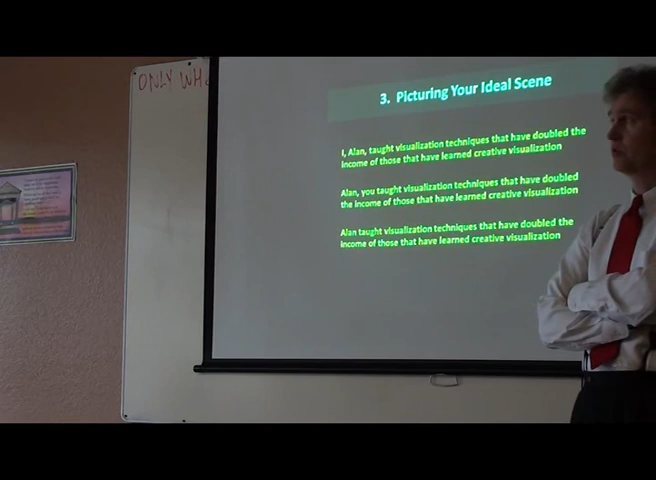 ONLY
3. Picturing Your Ideal Scene
I, Alan, taught visualization techniques that have doubled the
income of those that have learned creative visualization
Alan, you taught visualization techniques that have doubled
the income of those that have learned creative visualization
Alan taught visualization techniques that have doubled the
income of those that have learned creative visualization